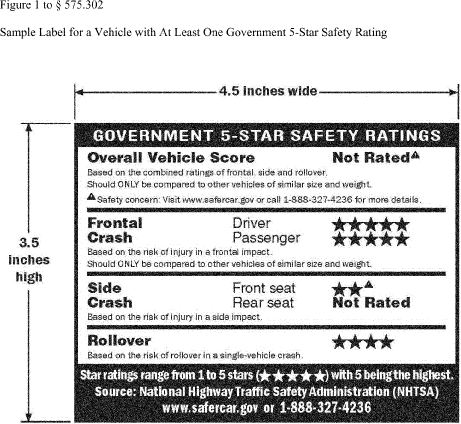 Figure 1 to § 575.302
Sample Label for a Vehicle with At Least One Government 5-Star Safety Rating
4.5 inches wide
3.5
inches
high
GOVERNMENT 5-STAR SAFETY RATINGS
Overall Vehicle Score Not Rated
Based on the combined ratings of frontal, side and rollover.
Should ONLY be compared to other vehicles of similar size and weight.
Safety concern: Visit www.safercar.gov or call 1-888-327-4236 for more details.
Frontal Driver ★★★★★
Crash Passenger ★★★★★
Based on the risk of injury in a frontal impact.
Should ONLY be compared to other vehicles of similar size and weight.
Side Front seat ★★
Crash Rear seat Not Rated
Based on the risk of injury in a side impact.
Rollover ★★★★
Based on the risk of rollover in a single-vehicle crash.
Star ratings range from 1 to 5 stars (★★★★★) with 5 being the highest.
Source: National Highway Traffic Safety Administration (NHTSA)
www.safercar.gov or 1-888-327-4236